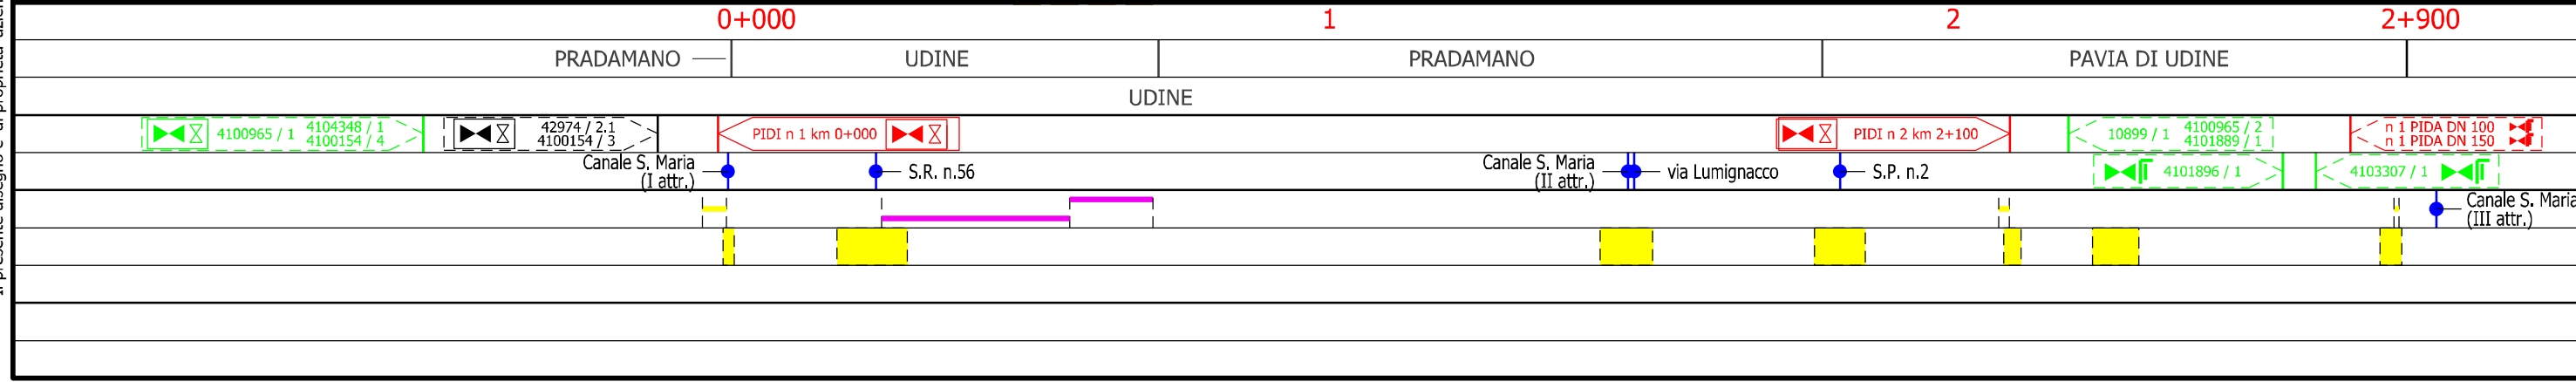 0+000 1 2 2+900
PRADAMANO UDINE PRADAMANO PAVIA DI UDINE
UDINE
4100965 / 1 4104348 / 1
4100154 / 4
42974 / 2.1
4100154 / 3
PIDI n 1 km 0+000
PIDI n 2 km 2+100
10899 / 1 4100965 / 2
4101889 / 1
n 1 PIDA DN 100
n 1 PIDA DN 150
Canale S. Maria
(I attr.)
S.R. n.56
Canale S. Maria
(II attr.)
via Lumignacco
S.P. n.2
4101896 / 1
4103307 / 1
Canale S. Maria
(III attr.)